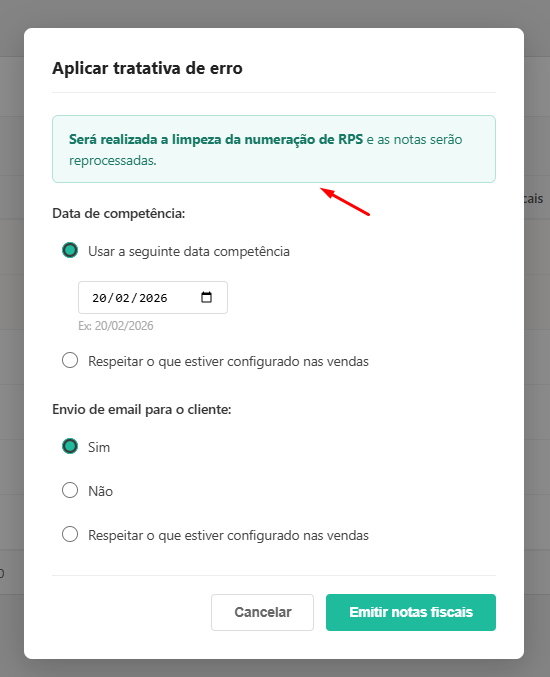 Aplicar tratativa de erro
Será realizada a limpeza da numeração de RPS e as notas serão
reprocessadas.
cais
Data de competência:
Usar a seguinte data competência
20/02/2026
Ex: 20/02/2026
Respeitar o que estiver configurado nas vendas
Envio de email para o cliente:
Sim
Não
Respeitar o que estiver configurado nas vendas
Cancelar
Emitir notas fiscais